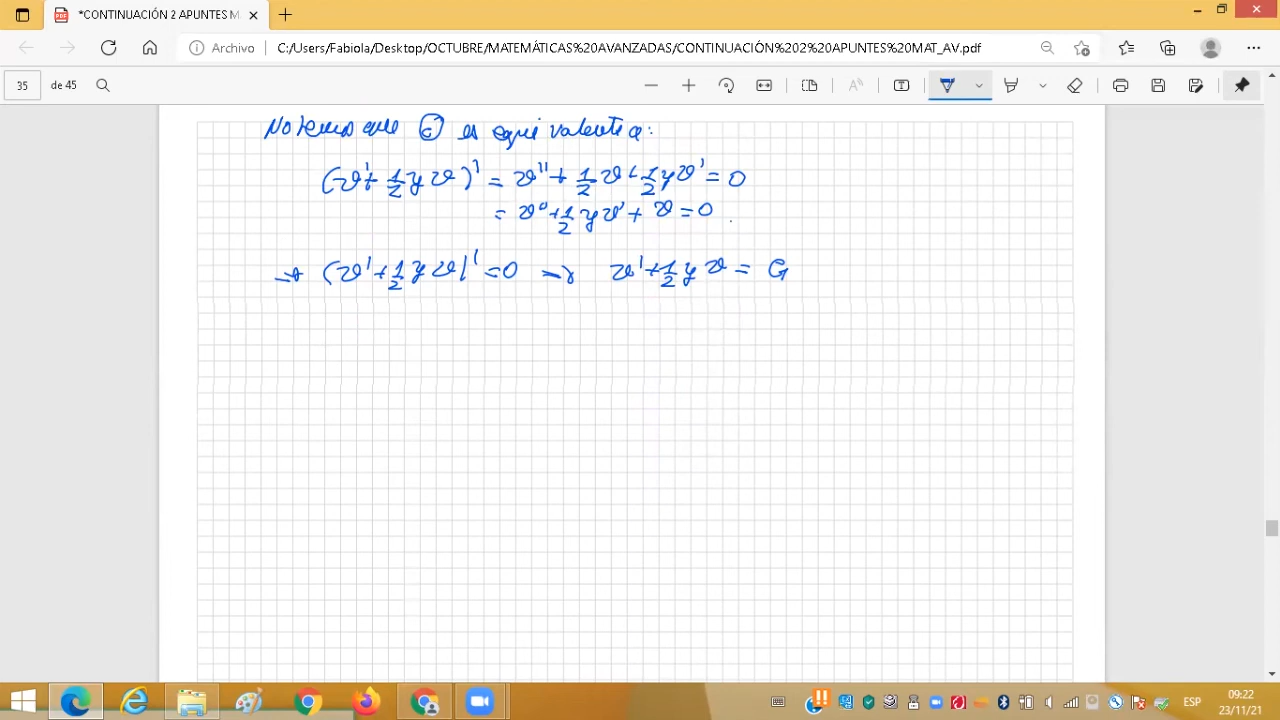 *CONTINUACIÓN 2 APUNTES M
Archivo
C:/Users/Fabiola/Desktop/OCTUBRE/MATEMÁTICAS%20AVANZADAS/CONTINUACIÓN%202%20APUNTES%20MAT_AV.pdf
35 de 45
Notemos que 6 es equivalente a:
(v'+1/2 y v)' = v''+1/2 v+1/2 y v' = 0
= v''+1/2 y v' + v = 0
→ (v'+1/2 y v)' = 0 → v'+1/2 y v = C1
ESP
09:22
23/11/21